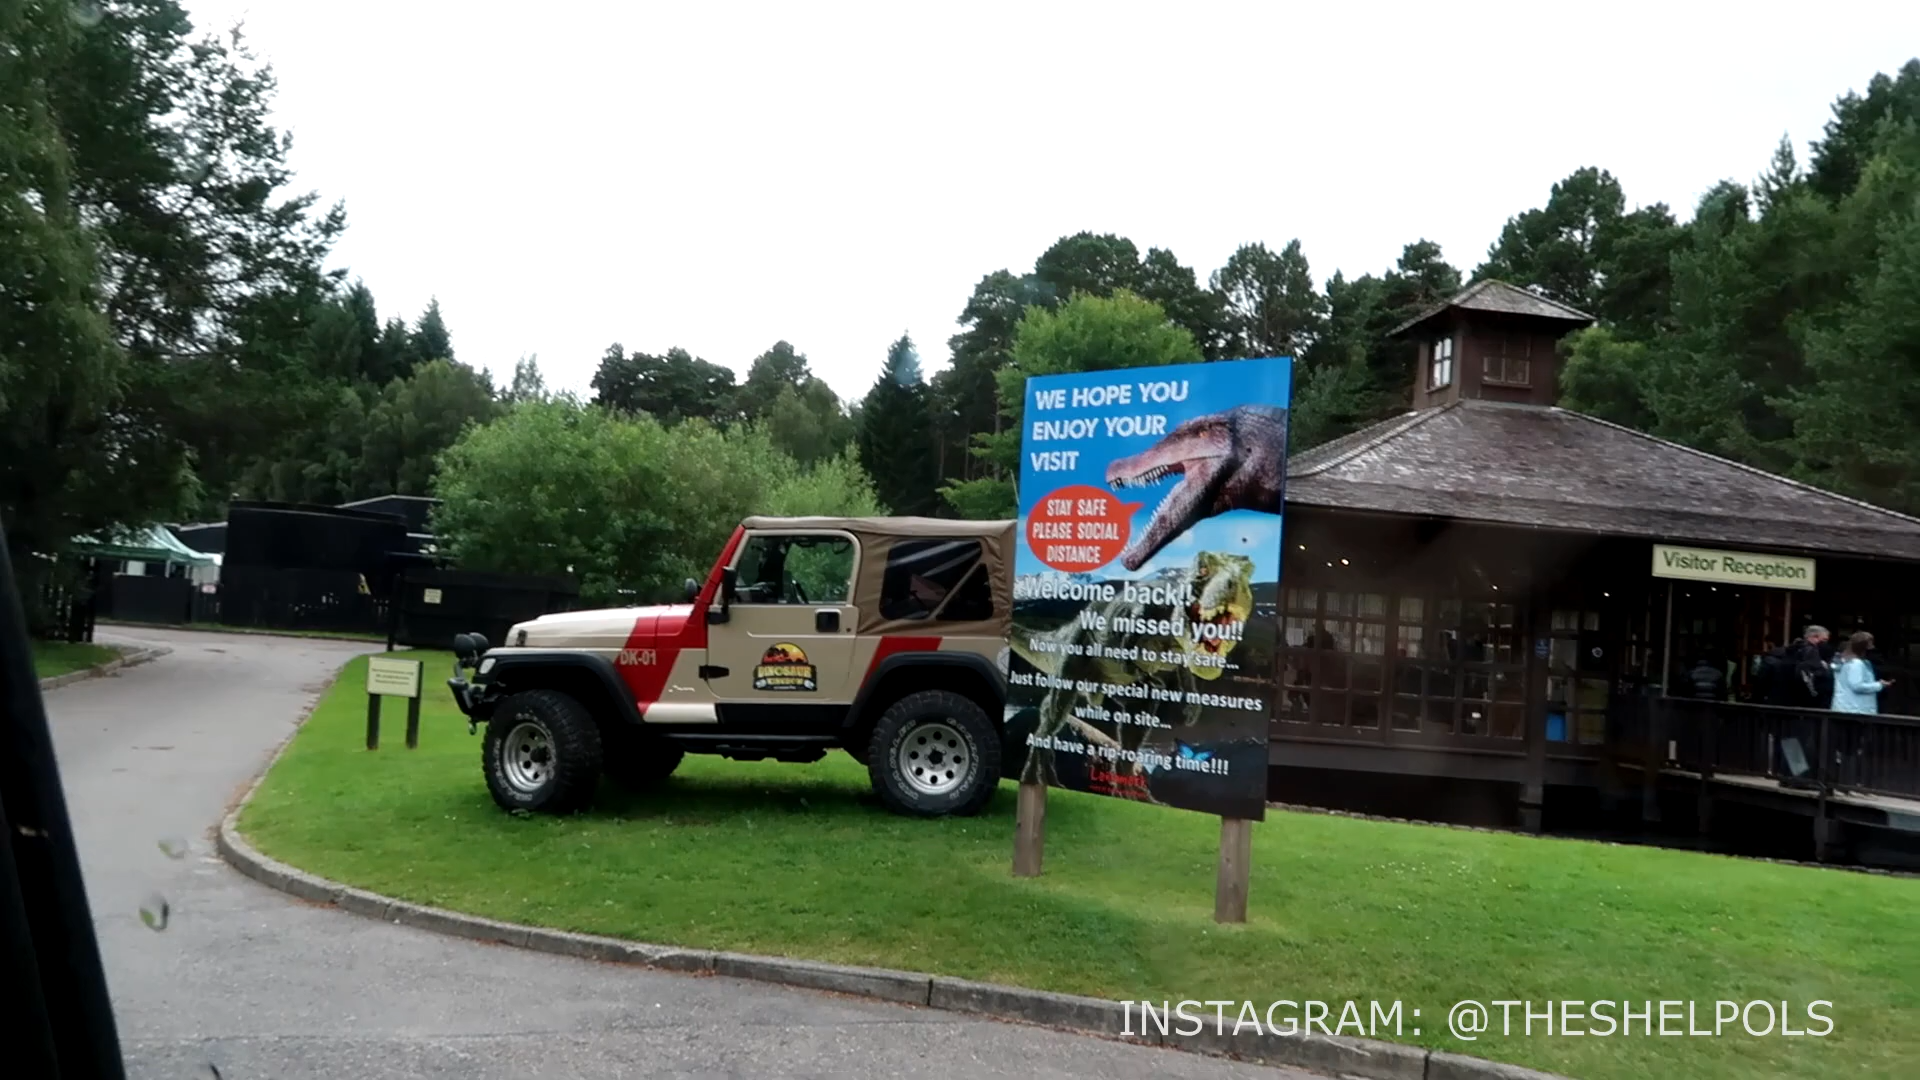 WE HOPE YOU
ENJOY YOUR
VISIT
STAY SAFE
PLEASE SOCIAL
DISTANCE
Welcome back!!
We missed you!!
Now you all need to stay safe...
Just follow our special new measures
while on site...
And have a rip-roaring time!!!
Visitor Reception
DK-01
DINOSAUR
KINGDOM
INSTAGRAM: @THESHELPOLS